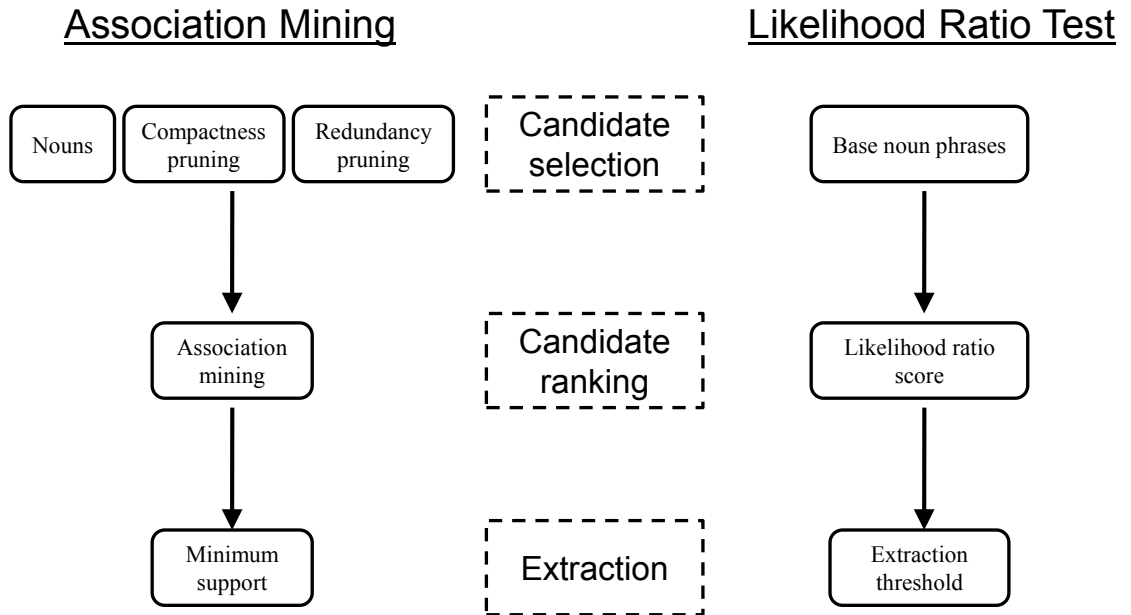 Association Mining
Likelihood Ratio Test
Nouns
Compactness
pruning
Redundancy
pruning
Candidate
selection
Base noun phrases
Association
mining
Candidate
ranking
Likelihood ratio
score
Minimum
support
Extraction
Extraction
threshold